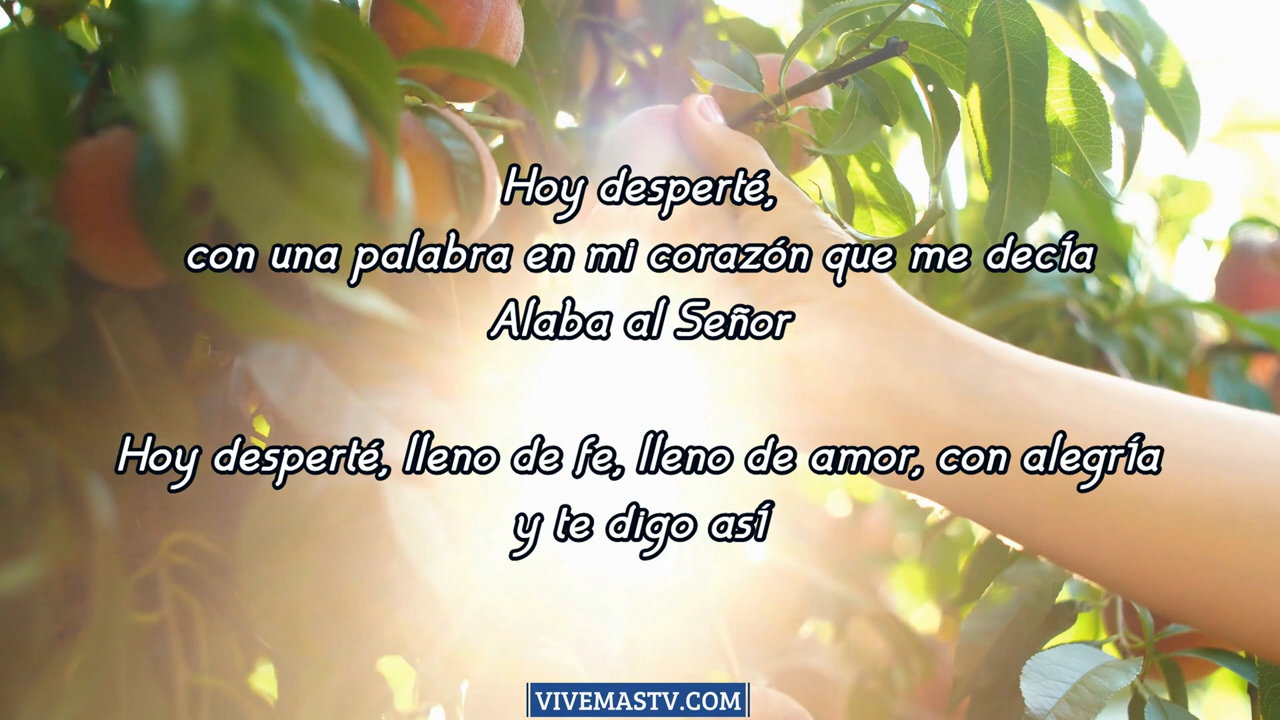 Hoy desperté,
con una palabra en mi corazón que me decía
Alaba al Señor
Hoy desperté, lleno de fe, lleno de amor, con alegría
y te digo así
VIVEMASTV.COM